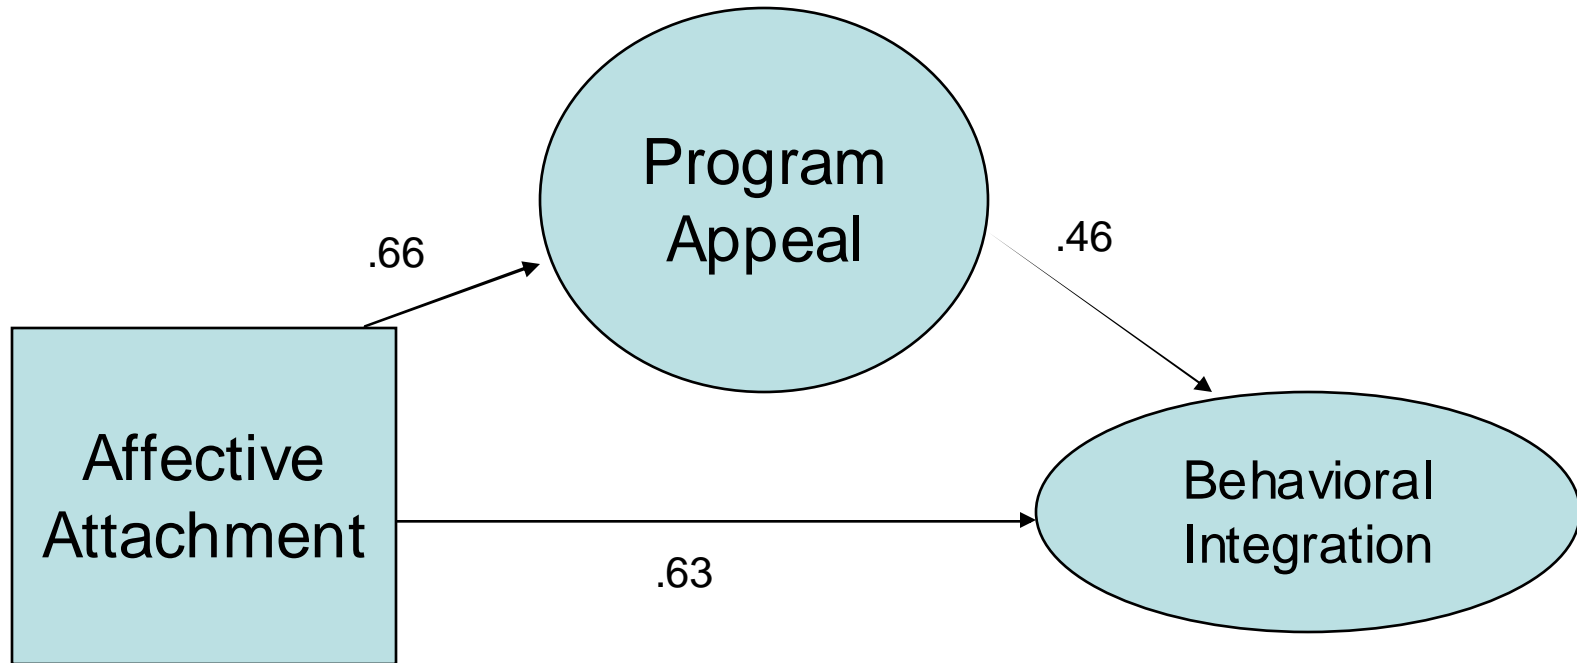 Program
Appeal
.66
.46
Affective
Attachment
Behavioral
Integration
.63